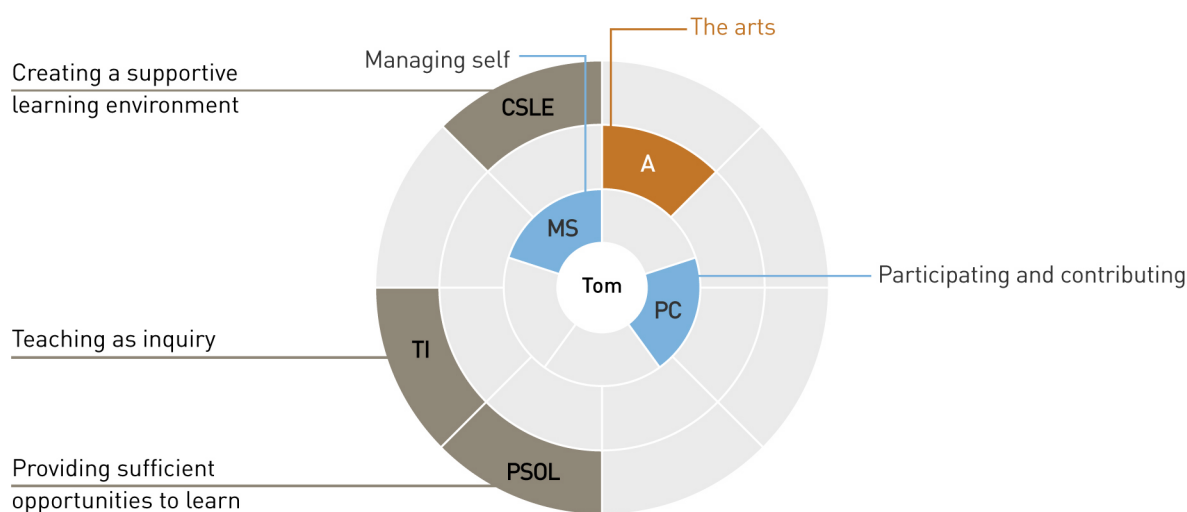 The arts
Managing self
Creating a supportive
learning environment
CSLE
A
MS
Participating and contributing
Tom
PC
Teaching as inquiry
TI
Providing sufficient
opportunities to learn
PSOL